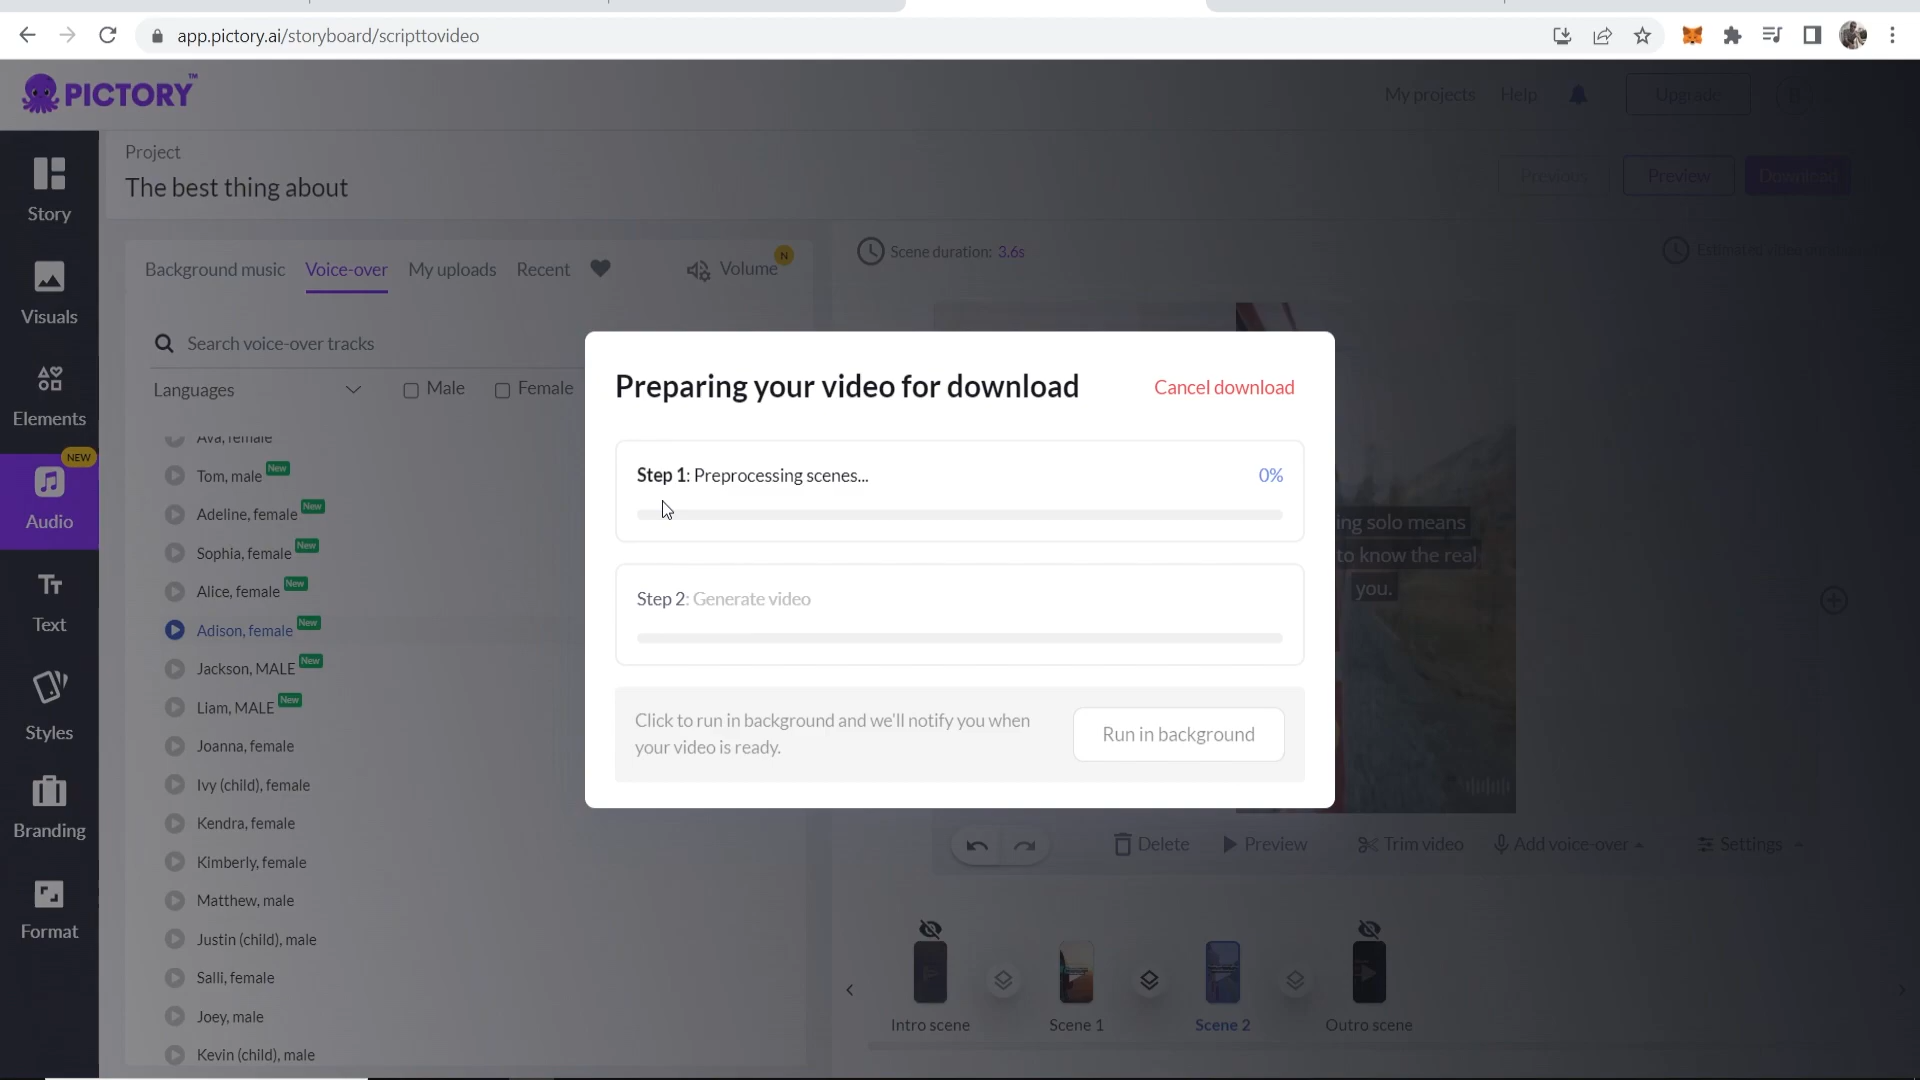 app.pictory.ai/storyboard/scripttovideo
PICTORY™
My projects Help Upgrade
Project
The best thing about
Previous Preview Download
Story
Visuals
Elements
NEW
Audio
Text
Styles
Branding
Format
Background music Voice-over My uploads Recent Volume N
Search voice-over tracks
Languages Male Female
Ava, female
Tom, male New
Adeline, female New
Sophia, female New
Alice, female New
Adison, female New
Jackson, MALE New
Liam, MALE New
Joanna, female
Ivy (child), female
Kendra, female
Kimberly, female
Matthew, male
Justin (child), male
Salli, female
Joey, male
Kevin (child), male
Scene duration: 3.6s
Estimated video
Preparing your video for download Cancel download
Step 1: Preprocessing scenes... 0%
Step 2: Generate video
Click to run in background and we'll notify you when
your video is ready.
Run in background
ing solo means
to know the real
you.
Delete Preview Trim video Add voice-over Settings
Intro scene Scene 1 Scene 2 Outro scene